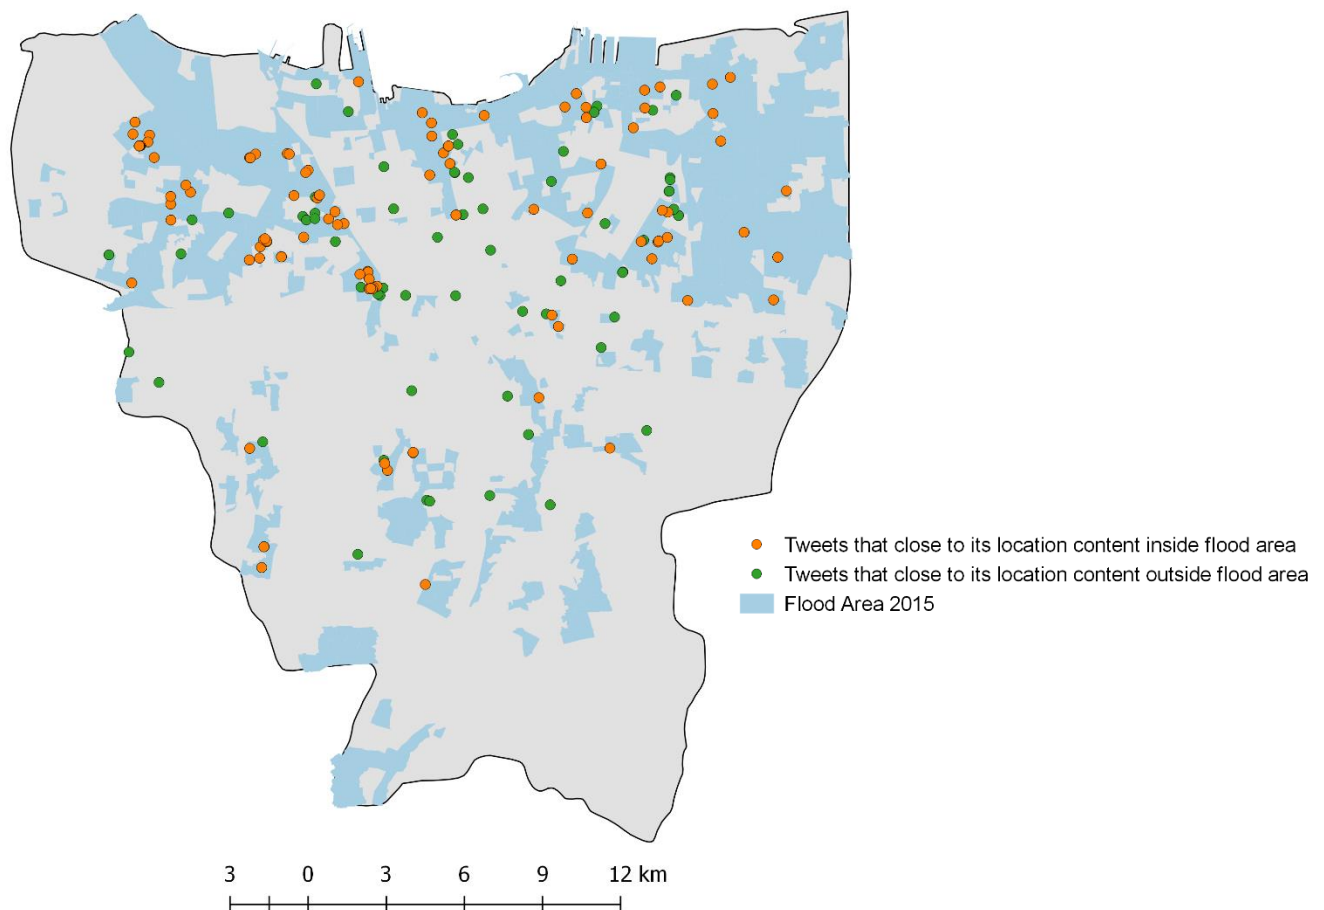 Tweets that close to its location content inside flood area
Tweets that close to its location content outside flood area
Flood Area 2015
3 0 3 6 9 12 km